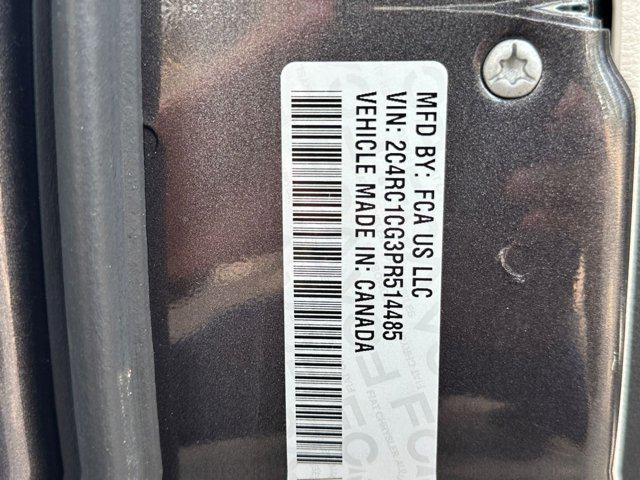 MFD BY: FCA US LLC
VIN: 2C4RC1CG3PR514485
VEHICLE MADE IN: CANADA